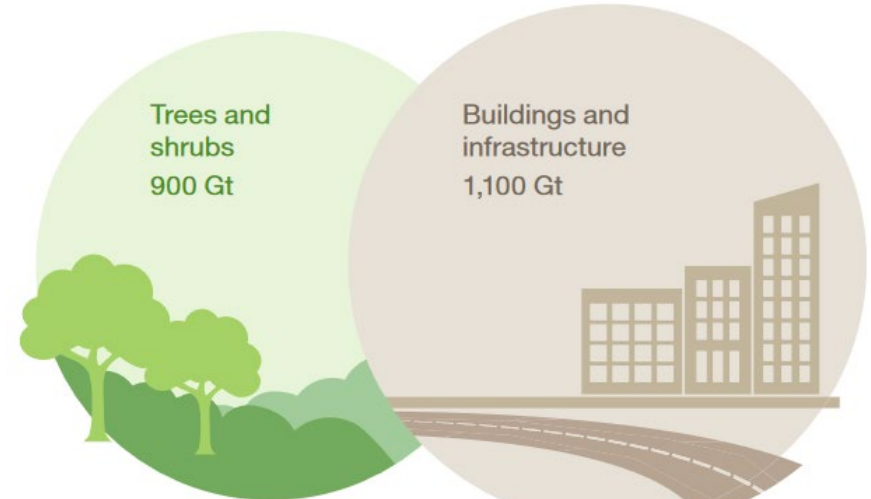 Trees and
shrubs
900 Gt
Buildings and
infrastructure
1,100 Gt